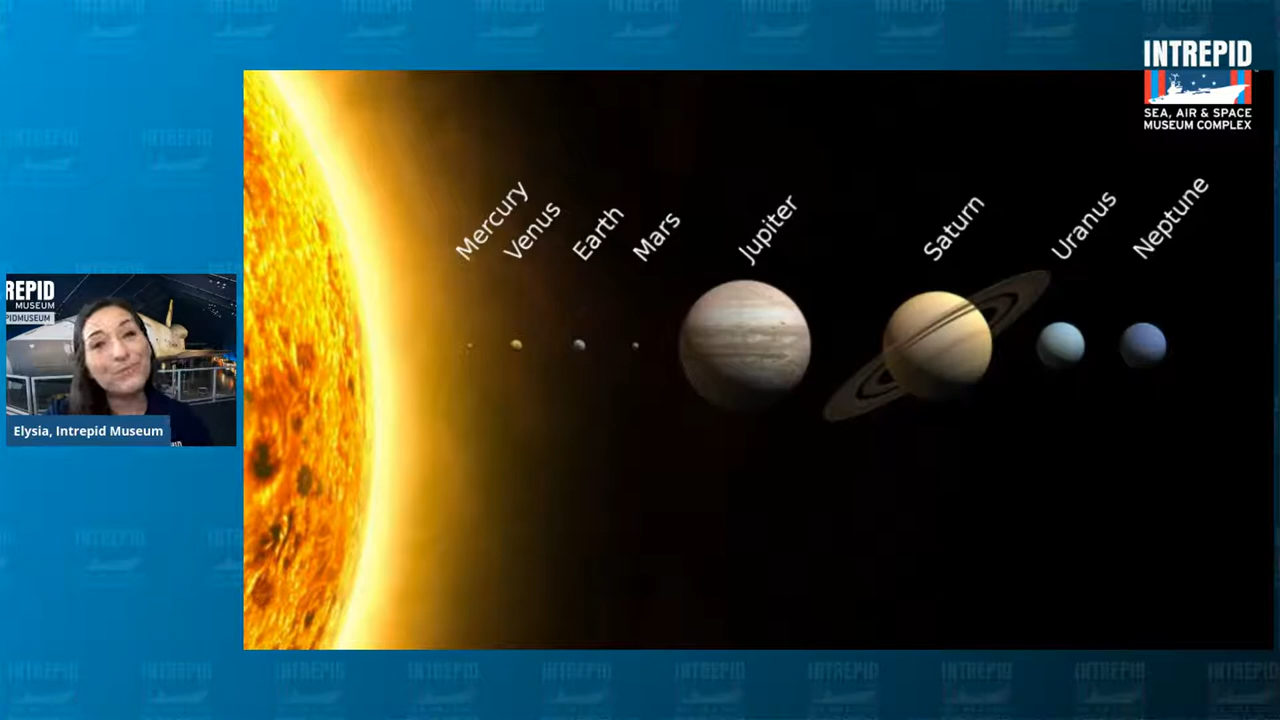 INTREPID
SEA, AIR & SPACE
MUSEUM COMPLEX
Mercury
Venus
Earth
Mars
Jupiter
Saturn
Uranus
Neptune
REPID
MUSEUM
PIDMUSEUM
Elysia, Intrepid Museum